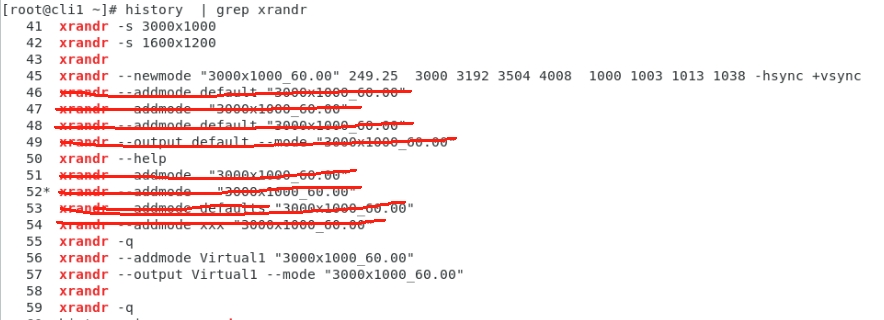 [root@cli1 ~]# history  | grep xrandr
41  xrandr -s 3000x1000
42  xrandr -s 1600x1200
43  xrandr
45  xrandr --newmode "3000x1000_60.00" 249.25  3000 3192 3504 4008  1000 1003 1013 1038 -hsync +vsync
46  xrandr --addmode default "3000x1000_60.00"
47  xrandr --addmode  "3000x1000_60.00"
48  xrandr --addmode default "3000x1000_60.00"
49  xrandr --output default --mode "3000x1000_60.00"
50  xrandr --help
51  xrandr --addmode  "3000x1000_60.00"
52* xrandr --addmode   "3000x1000_60.00"
53  xrandr --addmode defaults "3000x1000_60.00"
54  xrandr --addmode xxx "3000x1000_60.00"
55  xrandr -q
56  xrandr --addmode Virtual1 "3000x1000_60.00"
57  xrandr --output Virtual1 --mode "3000x1000_60.00"
58  xrandr
59  xrandr -q